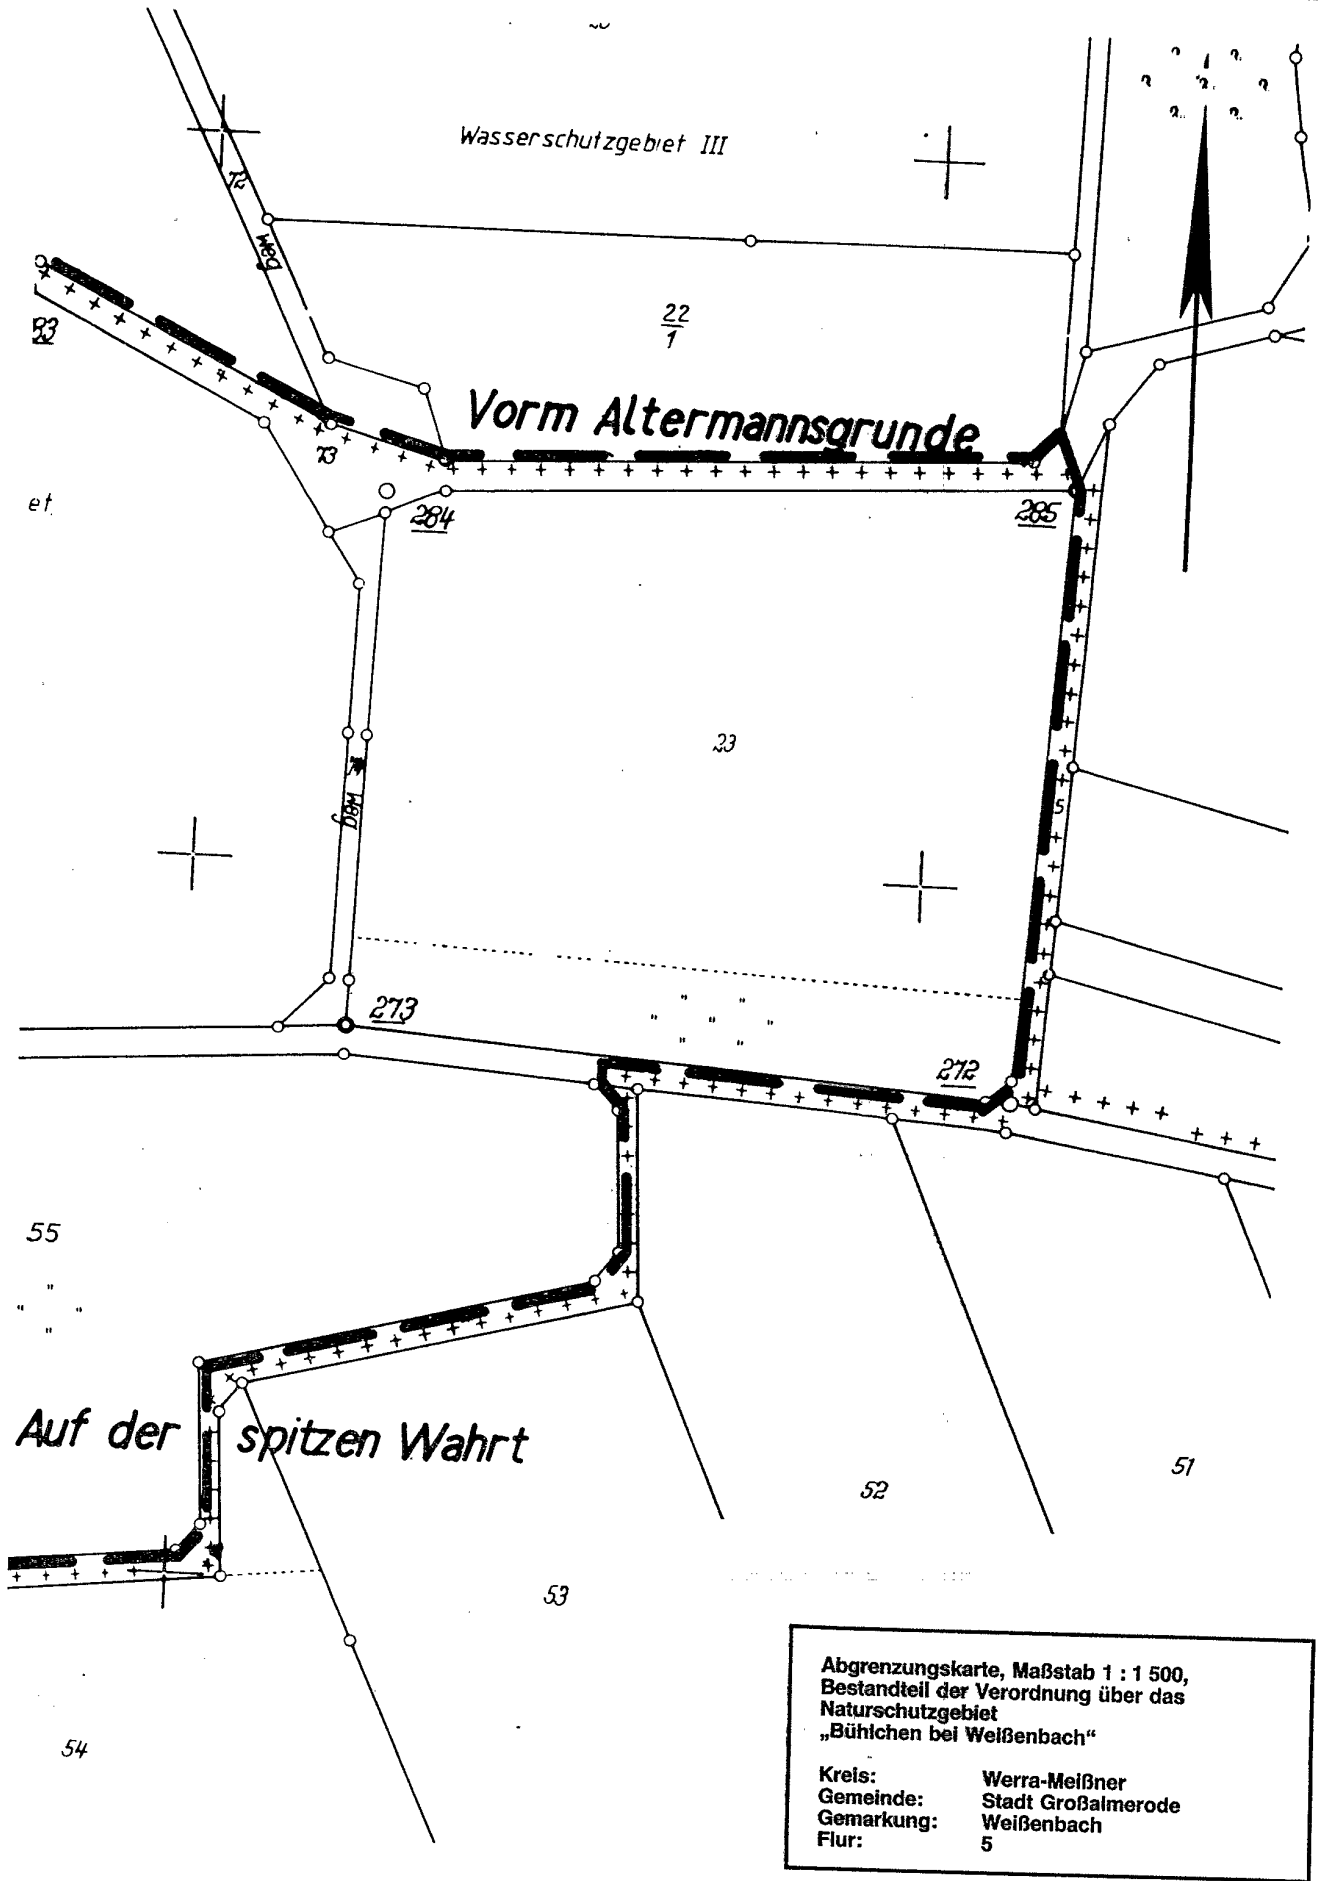 Wasserschutzgebiet III
72
Weg
22
1
83
Vorm Altermannsgrunde
73
et
284
285
23
Weg
5
273
272
55
Auf der spitzen Wahrt
51
52
53
54
Abgrenzungskarte, Maßstab 1 : 1 500,
Bestandteil der Verordnung über das
Naturschutzgebiet
„Bühlchen bei Weißenbach“
Kreis: Werra-Meißner
Gemeinde: Stadt Großalmerode
Gemarkung: Weißenbach
Flur: 5